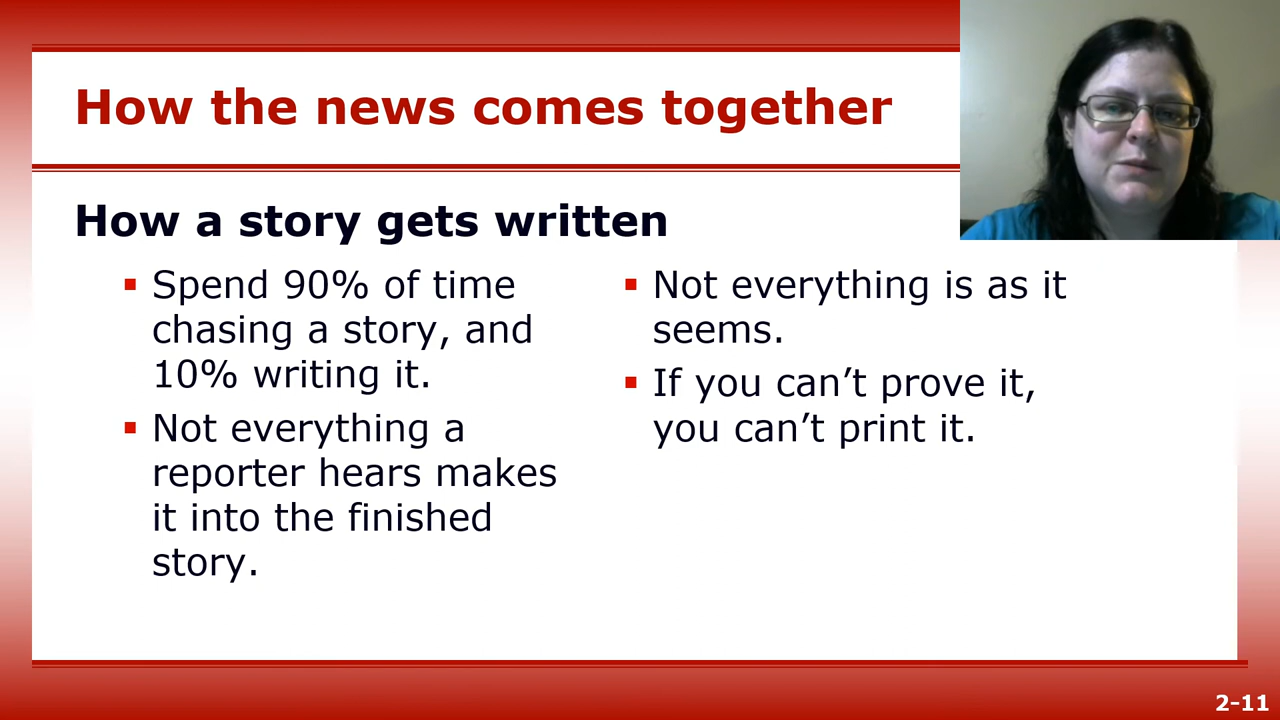 How the news comes together
How a story gets written
Spend 90% of time
chasing a story, and
10% writing it.
Not everything a
reporter hears makes
it into the finished
story.
Not everything is as it
seems.
If you can’t prove it,
you can’t print it.
2-11